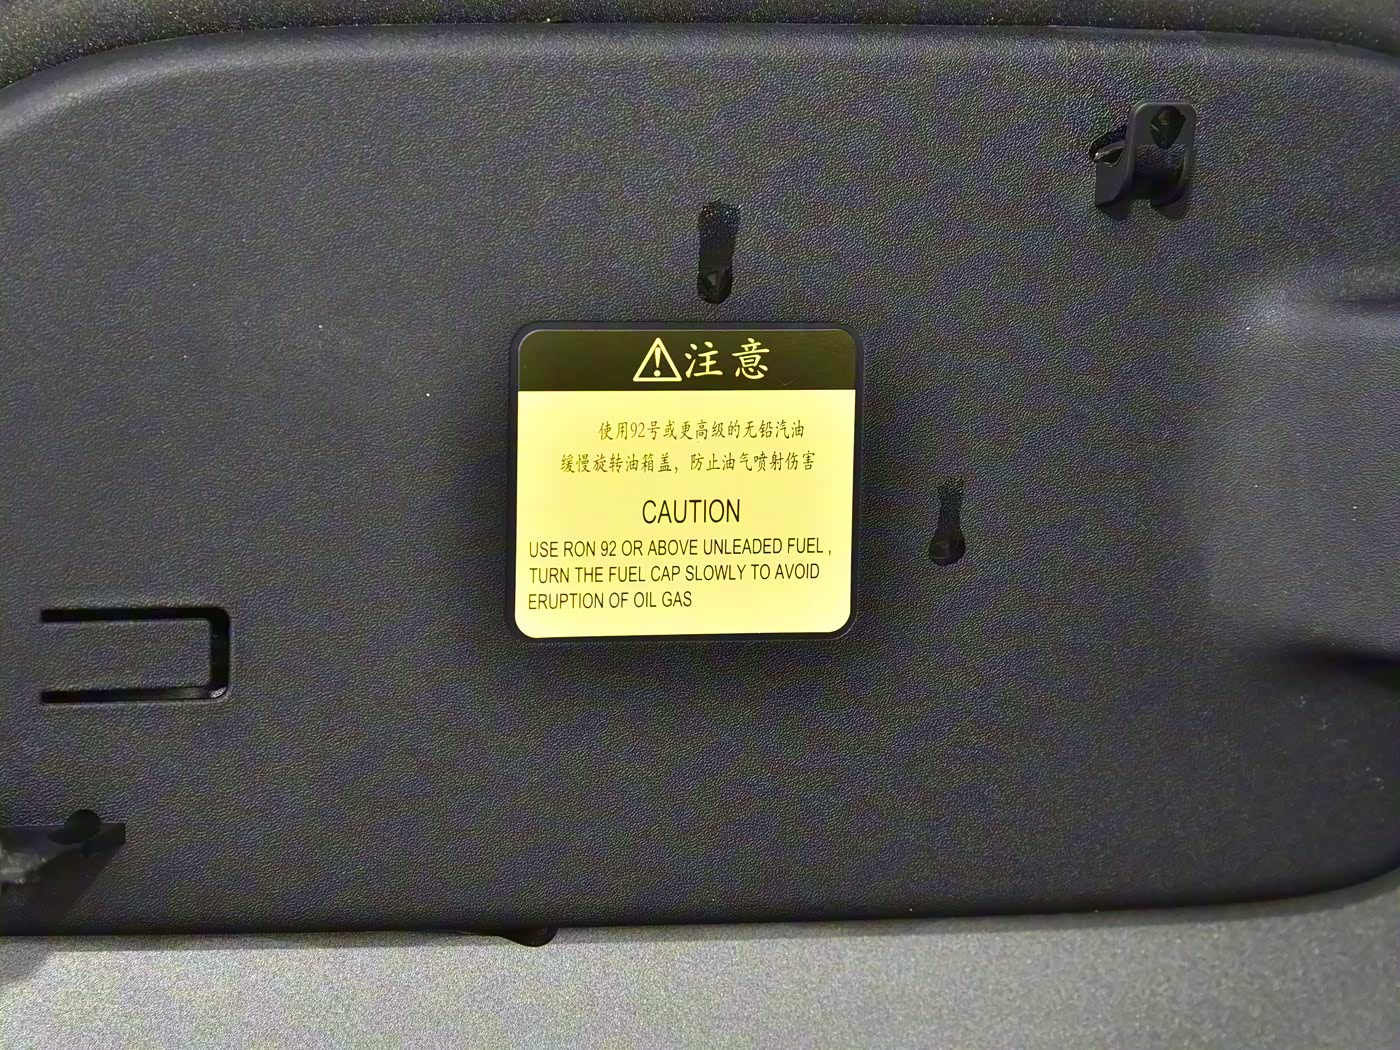 ⚠注意
使用92号或更高级的无铅汽油
缓慢旋转油箱盖，防止油气喷射伤害
CAUTION
USE RON 92 OR ABOVE UNLEADED FUEL ,
TURN THE FUEL CAP SLOWLY TO AVOID
ERUPTION OF OIL GAS